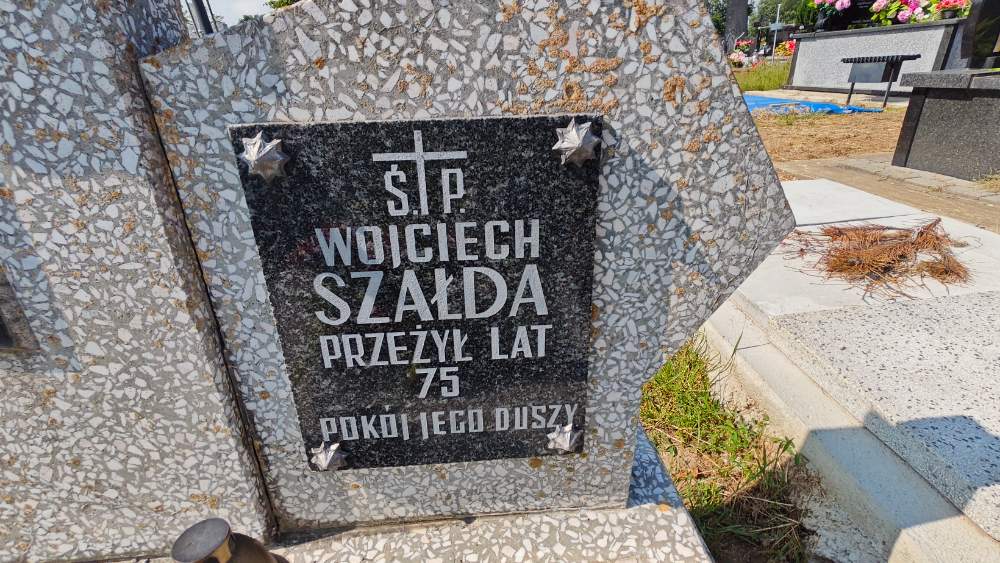 Ś. P.
WOJCIECH
SZAŁDA
PRZEŻYŁ LAT
75
POKÓJ JEGO DUSZY